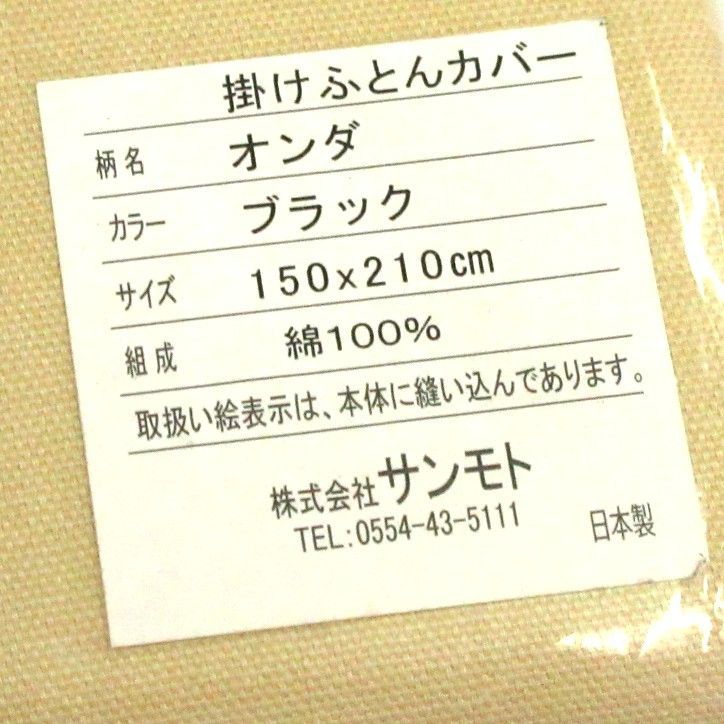 掛けふとんカバー
柄名 オンダ
カラー ブラック
サイズ 150x210cm
組成 綿100%
取扱い絵表示は、本体に縫い込んであります。
株式会社サンモト
TEL:0554-43-5111
日本製